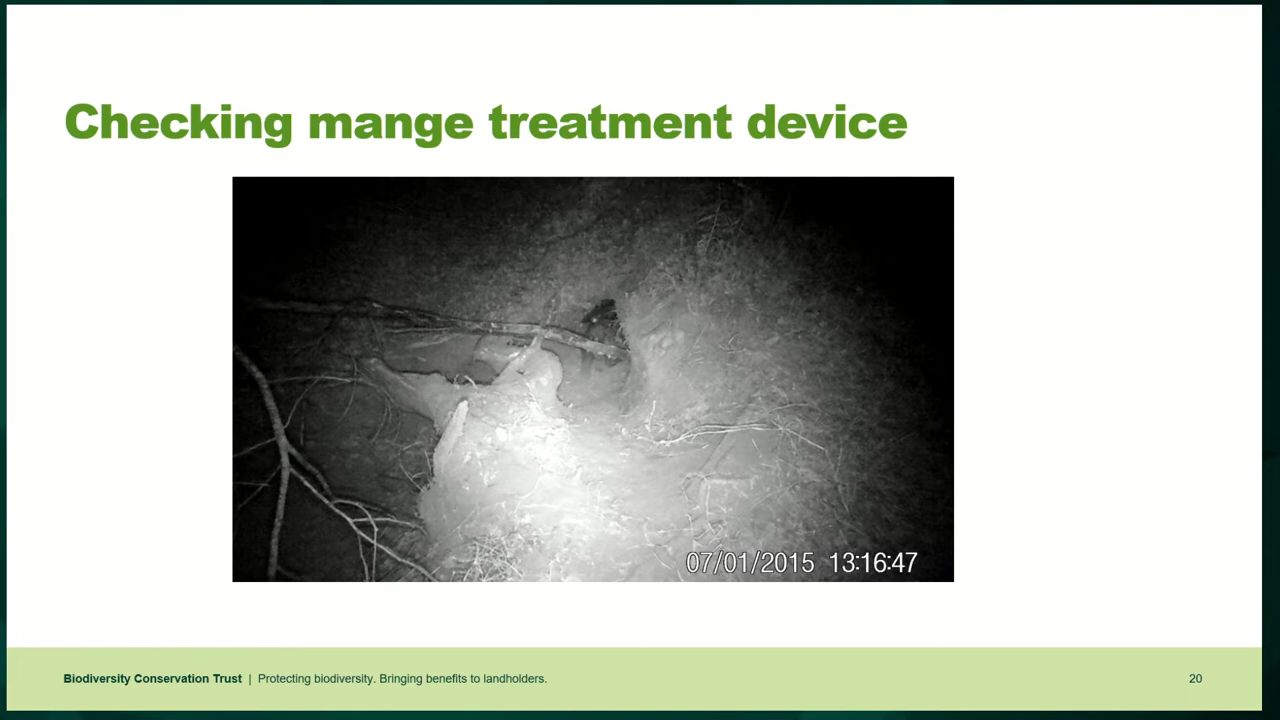 Checking mange treatment device
07/01/2015 13:16:47
Biodiversity Conservation Trust | Protecting biodiversity. Bringing benefits to landholders.
20